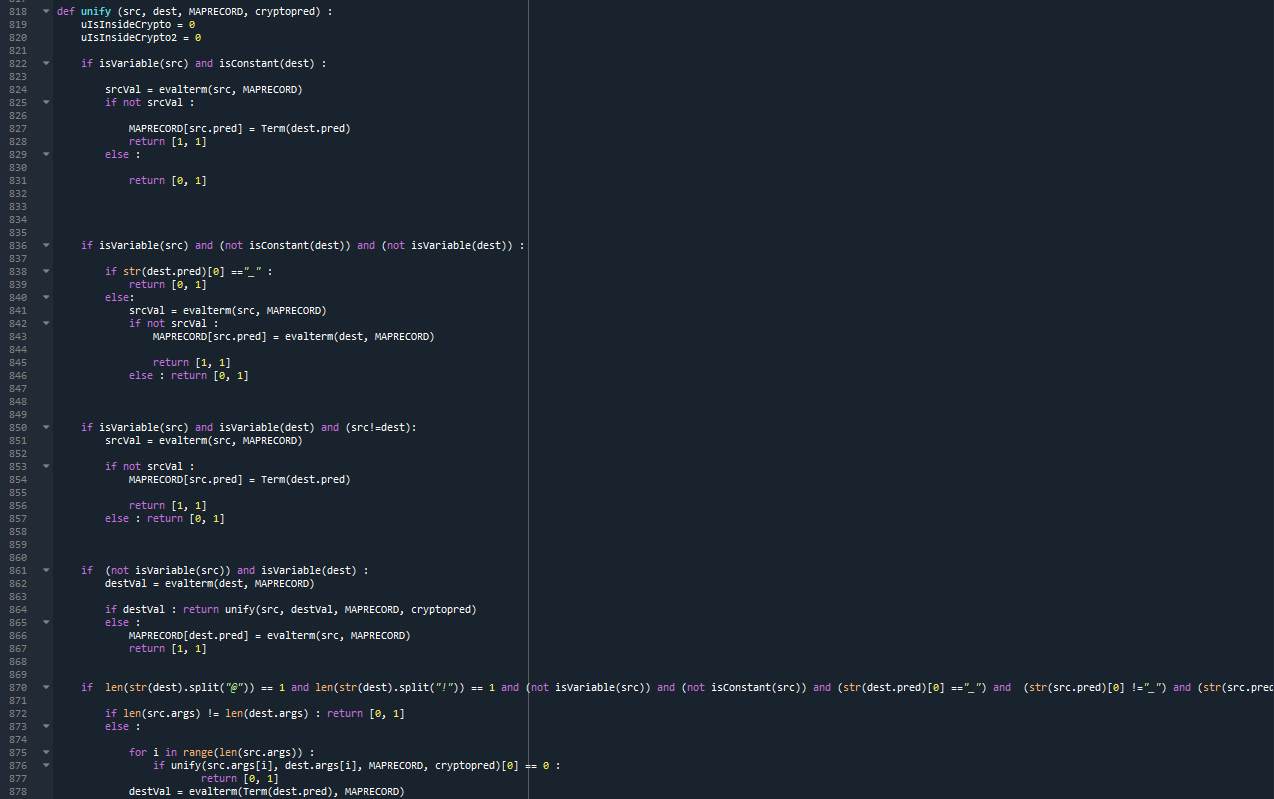 818 def unify (src, dest, MAPRECORD, cryptopred) :
819 uIsInsideCrypto = 0
820 uIsInsideCrypto2 = 0
821
822 if isVariable(src) and isConstant(dest) :
823
824 srcVal = evalterm(src, MAPRECORD)
825 if not srcVal :
826
827 MAPRECORD[src.pred] = Term(dest.pred)
828 return [1, 1]
829 else :
830
831 return [0, 1]
832
833
834
835
836 if isVariable(src) and (not isConstant(dest)) and (not isVariable(dest)) :
837
838 if str(dest.pred)[0] =="_" :
839 return [0, 1]
840 else:
841 srcVal = evalterm(src, MAPRECORD)
842 if not srcVal :
843 MAPRECORD[src.pred] = evalterm(dest, MAPRECORD)
844
845 return [1, 1]
846 else : return [0, 1]
847
848
849
850 if isVariable(src) and isVariable(dest) and (src!=dest):
851 srcVal = evalterm(src, MAPRECORD)
852
853 if not srcVal :
854 MAPRECORD[src.pred] = Term(dest.pred)
855
856 return [1, 1]
857 else : return [0, 1]
858
859
860
861 if (not isVariable(src)) and isVariable(dest) :
862 destVal = evalterm(dest, MAPRECORD)
863
864 if destVal : return unify(src, destVal, MAPRECORD, cryptopred)
865 else :
866 MAPRECORD[dest.pred] = evalterm(src, MAPRECORD)
867 return [1, 1]
868
869
870 if len(str(dest).split("@")) == 1 and len(str(dest).split("!")) == 1 and (not isVariable(src)) and (not isConstant(src)) and (str(dest.pred)[0] =="_") and (str(src.pred)[0] !="_") and (str(src.pred
871
872 if len(src.args) != len(dest.args) : return [0, 1]
873 else :
874
875 for i in range(len(src.args)) :
876 if unify(src.args[i], dest.args[i], MAPRECORD, cryptopred)[0] == 0 :
877 return [0, 1]
878 destVal = evalterm(Term(dest.pred), MAPRECORD)